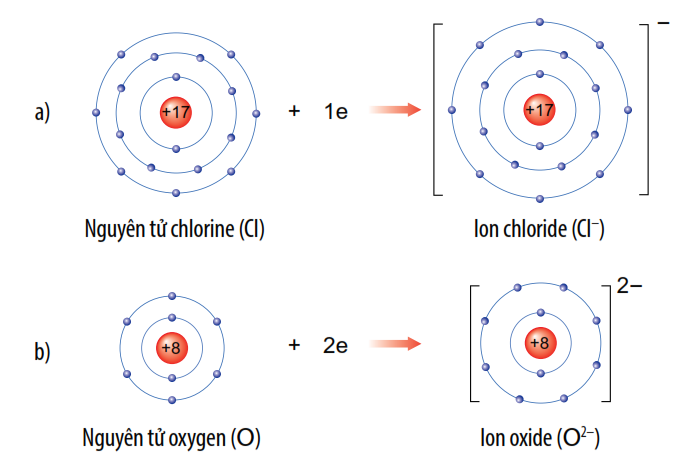 a) +17 + 1e +17 –
Nguyên tử chlorine (Cl) Ion chloride (Cl⁻)
b) +8 + 2e +8 2–
Nguyên tử oxygen (O) Ion oxide (O²⁻)